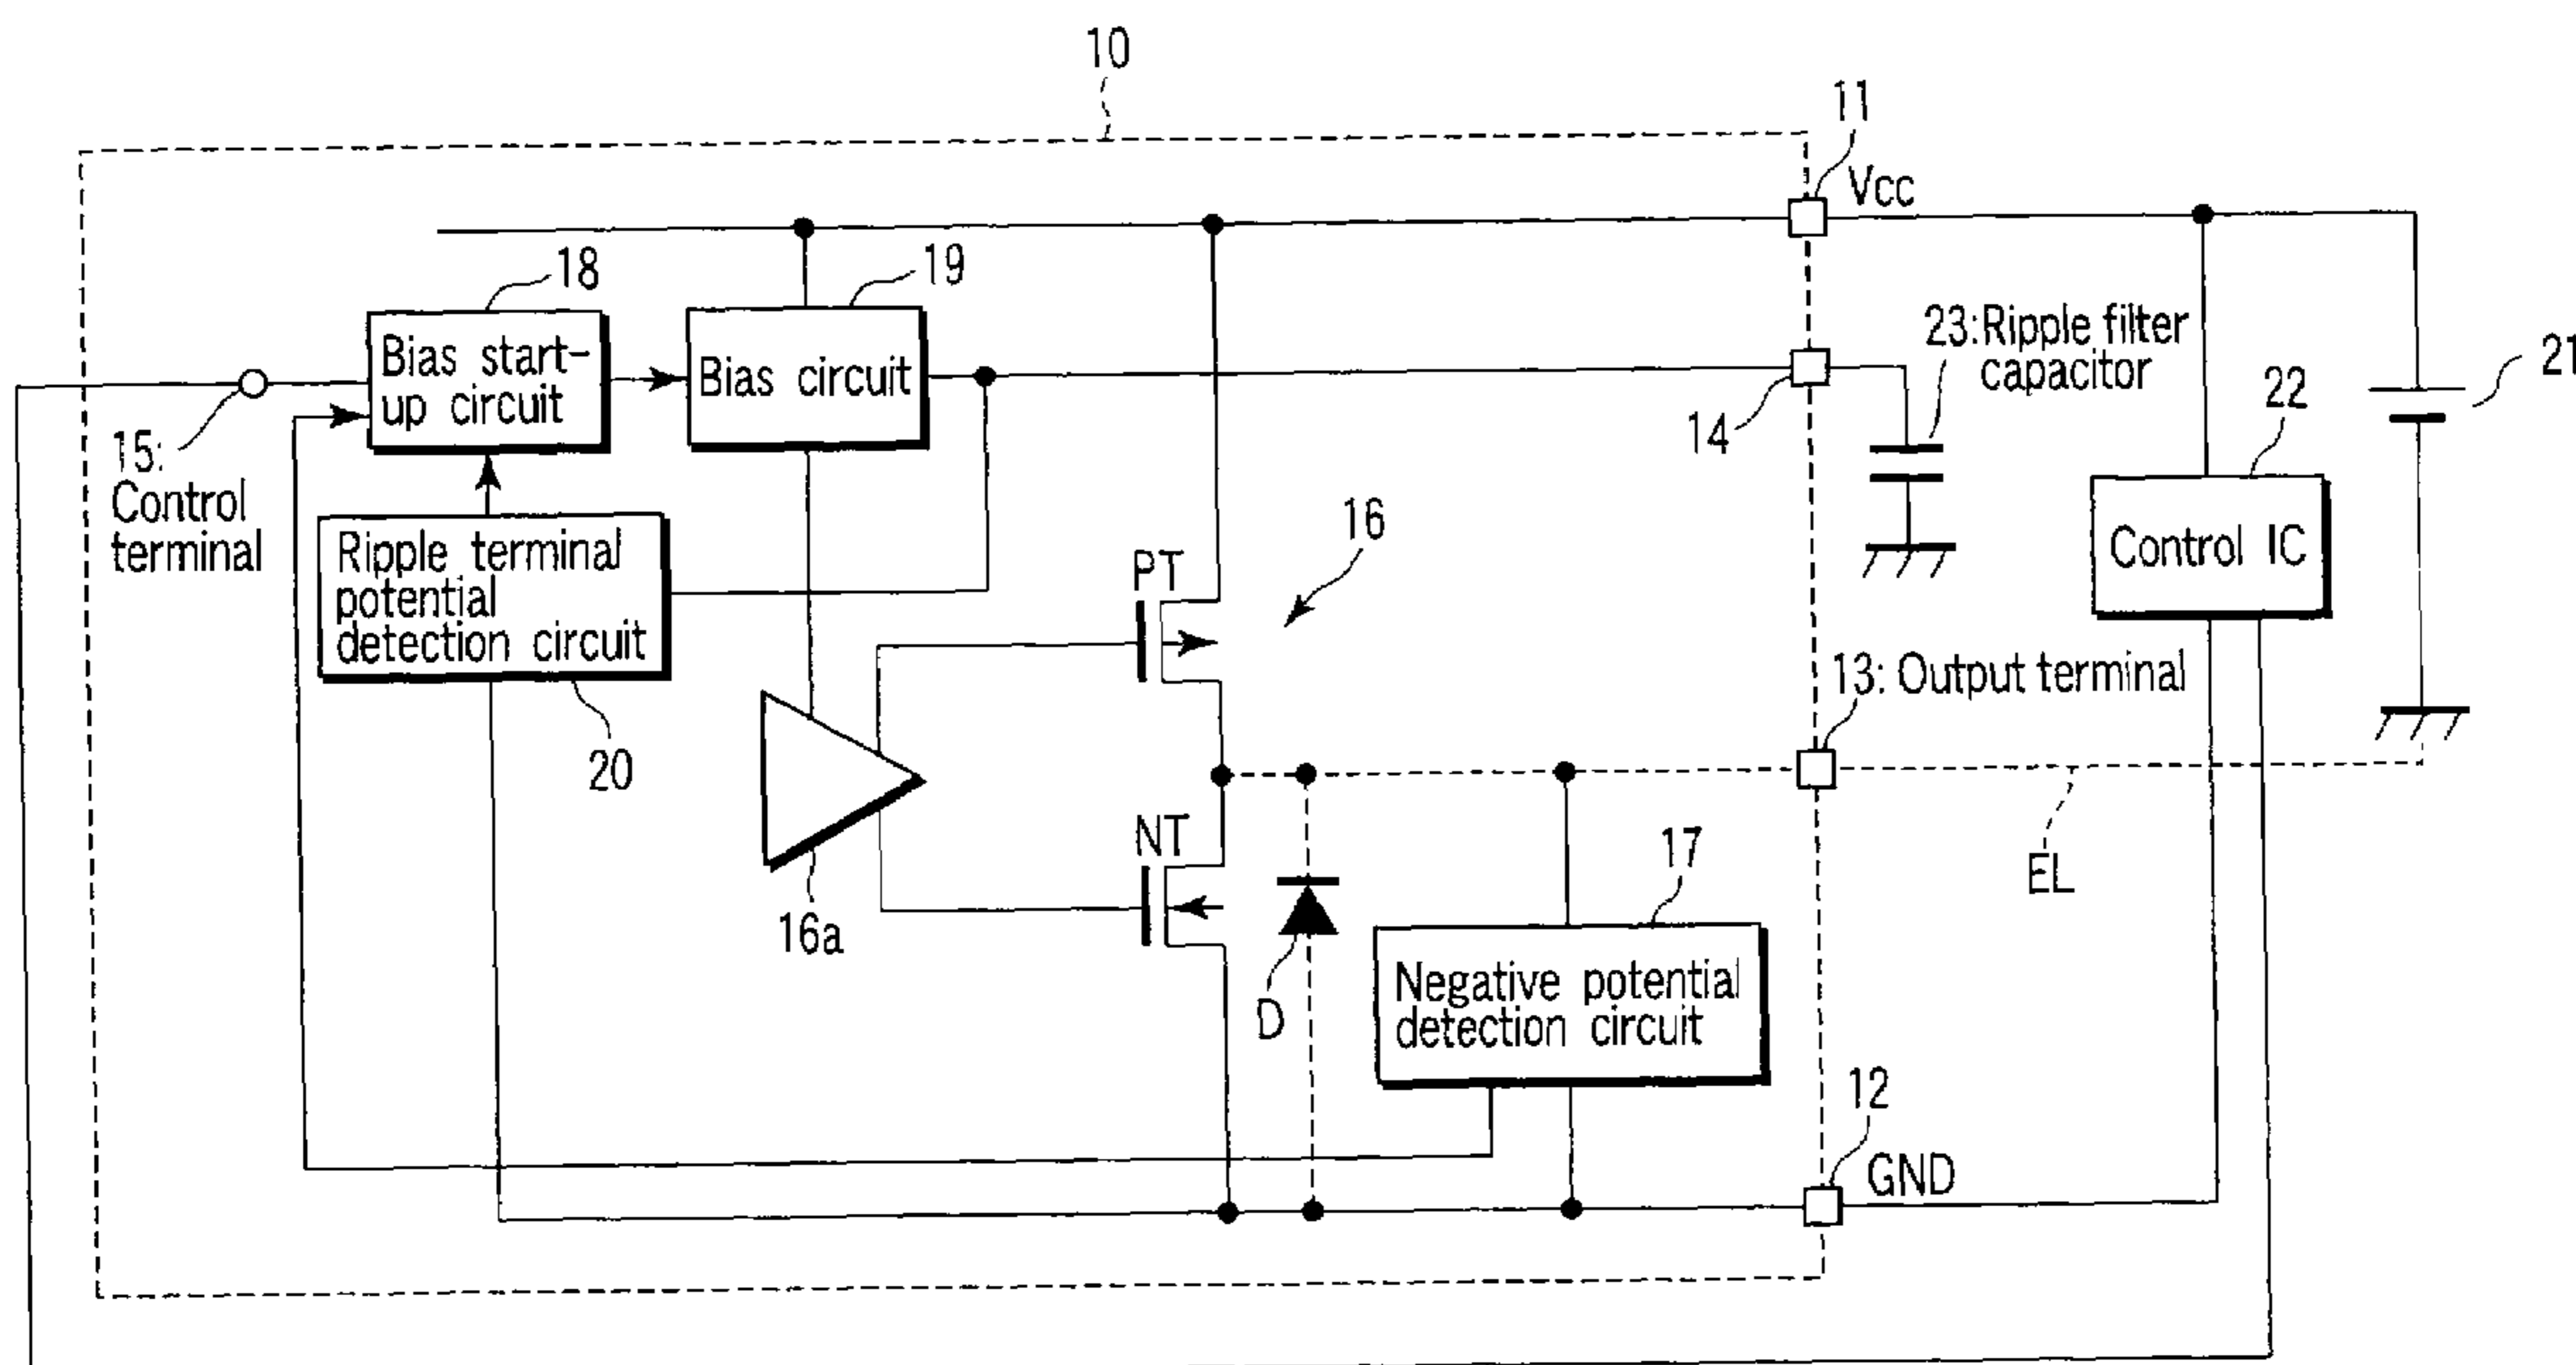 10
11
Vcc
18
19
Bias start-
up circuit
Bias circuit
23:Ripple filter
capacitor
21
22
14
15:
Control
terminal
16
Ripple terminal
potential
detection circuit
PT
Control IC
13: Output terminal
20
NT
17
EL
16a
Negative potential
detection circuit
D
12
GND